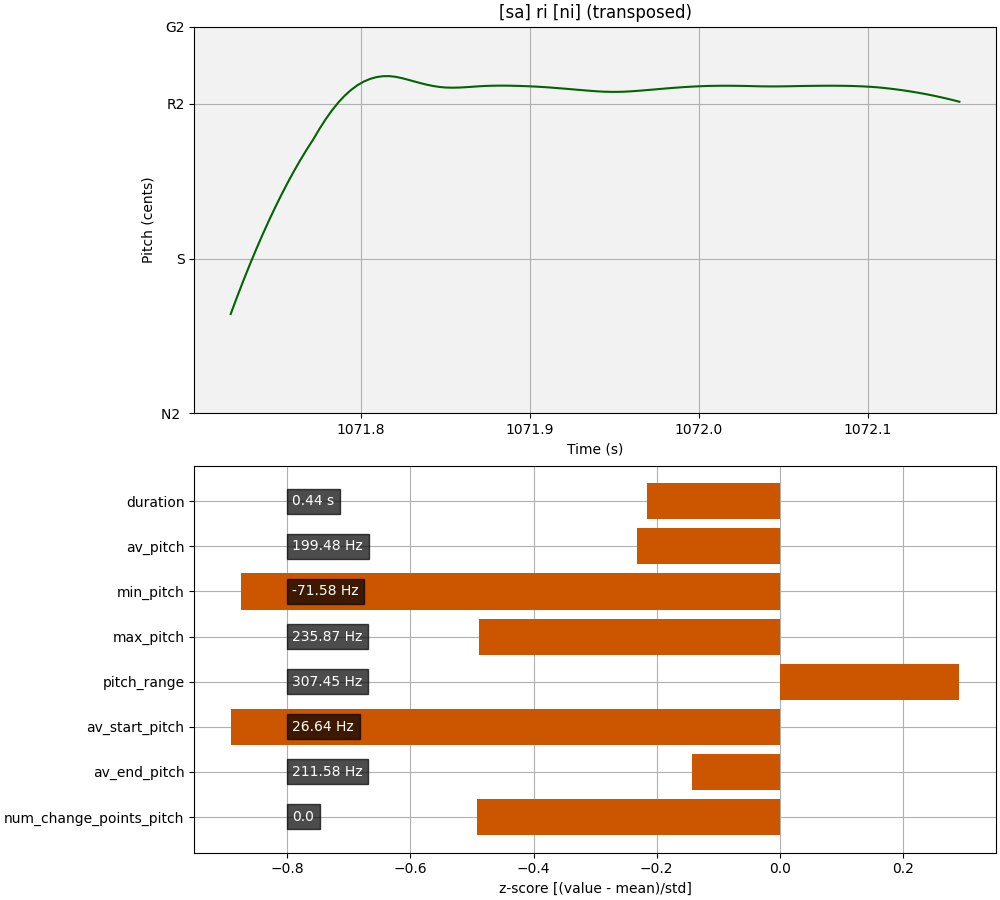 [sa] ri [ni] (transposed)
G2
R2
S
N2
Pitch (cents)
1071.8
1071.9
1072.0
1072.1
Time (s)
duration
0.44 s
av_pitch
199.48 Hz
min_pitch
-71.58 Hz
max_pitch
235.87 Hz
pitch_range
307.45 Hz
av_start_pitch
26.64 Hz
av_end_pitch
211.58 Hz
num_change_points_pitch
0.0
−0.8
−0.6
−0.4
−0.2
0.0
0.2
z-score [(value - mean)/std]